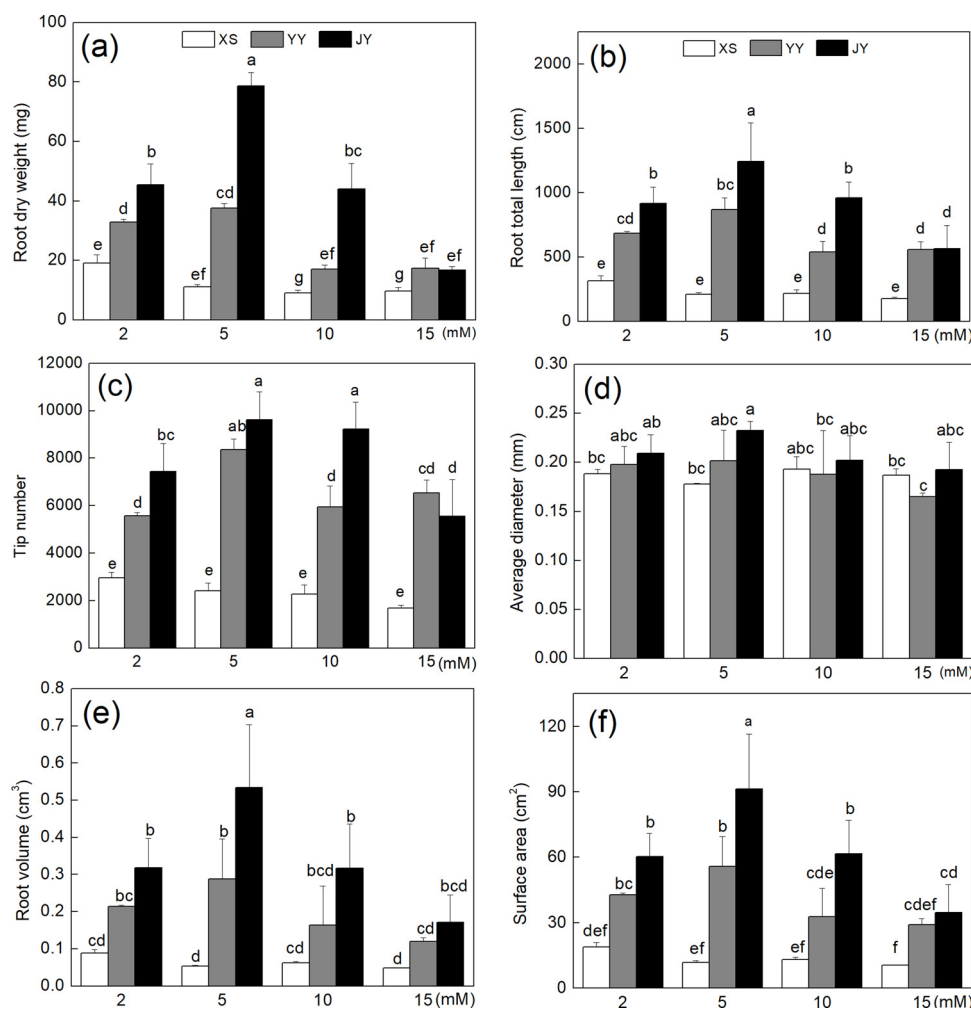 (a)
XS YY JY
Root dry weight (mg)
100
80
60
40
20
0
e d b
ef cd a
g ef bc
g ef ef
2 5 10 15 (mM)
(b)
XS YY JY
Root total length (cm)
2000
1500
1000
500
0
e cd b
e bc a
e d b
e d d
2 5 10 15 (mM)
(c)
Tip number
12000
10000
8000
6000
4000
2000
0
e d bc
e ab a
e d a
e cd d
2 5 10 15 (mM)
(d)
Average diameter (mm)
0.30
0.25
0.20
0.15
0.10
0.05
0.00
bc abc ab
bc abc a
abc bc abc
bc c abc
2 5 10 15 (mM)
(e)
Root volume (cm³)
0.8
0.7
0.6
0.5
0.4
0.3
0.2
0.1
0.0
cd bc b
d b a
cd bcd b
d cd bcd
2 5 10 15 (mM)
(f)
Surface area (cm²)
120
90
60
30
0
def bc b
ef b a
ef cde b
f cdef cd
2 5 10 15 (mM)